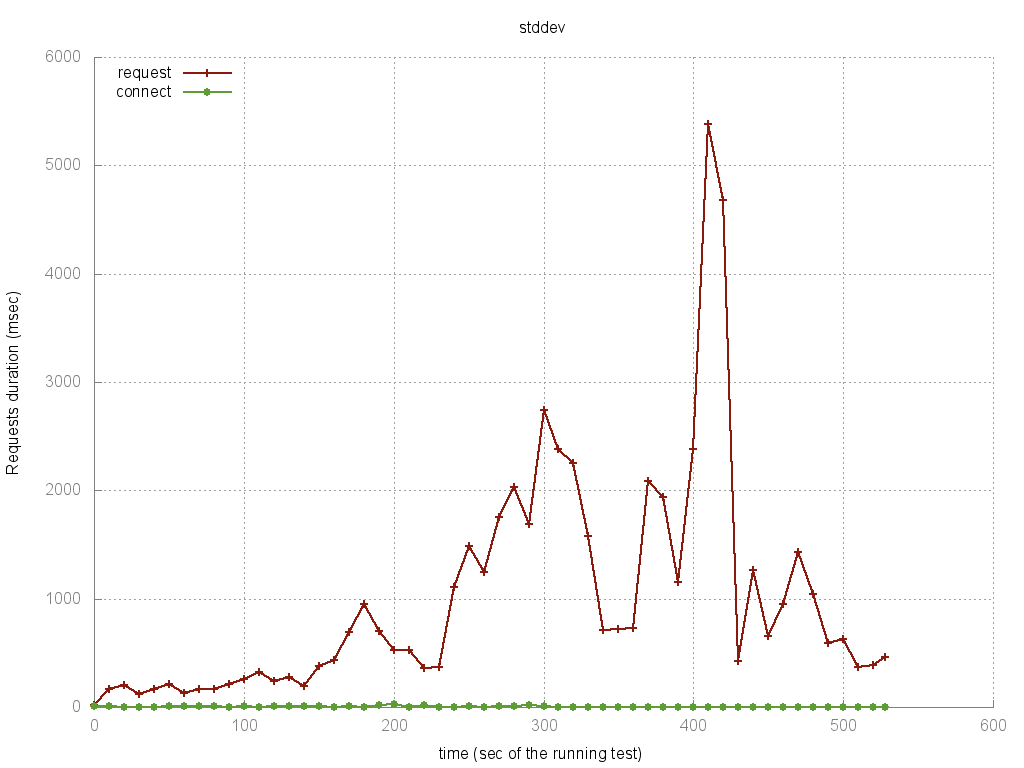 stddev
6000
request
connect
5000
4000
3000
2000
1000
0
0 100 200 300 400 500 600
time (sec of the running test)
Requests duration (msec)